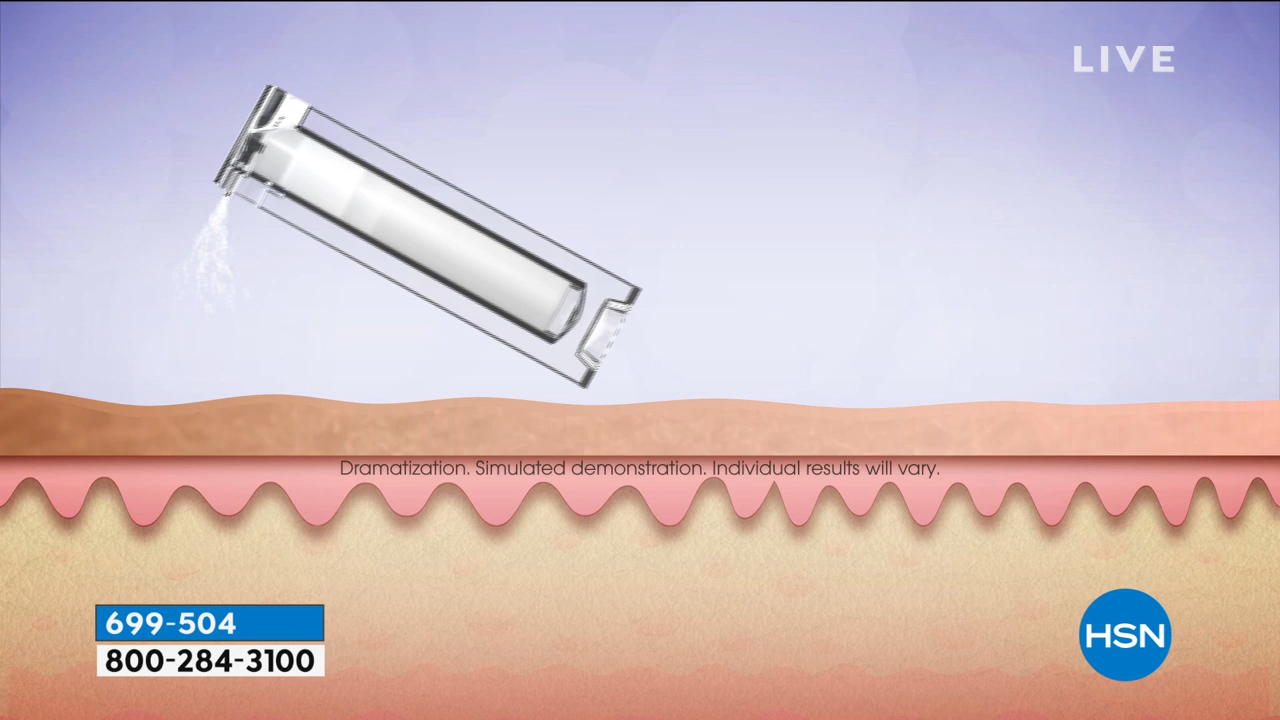 LIVE
Dramatization. Simulated demonstration. Individual results will vary.
699-504
800-284-3100
HSN